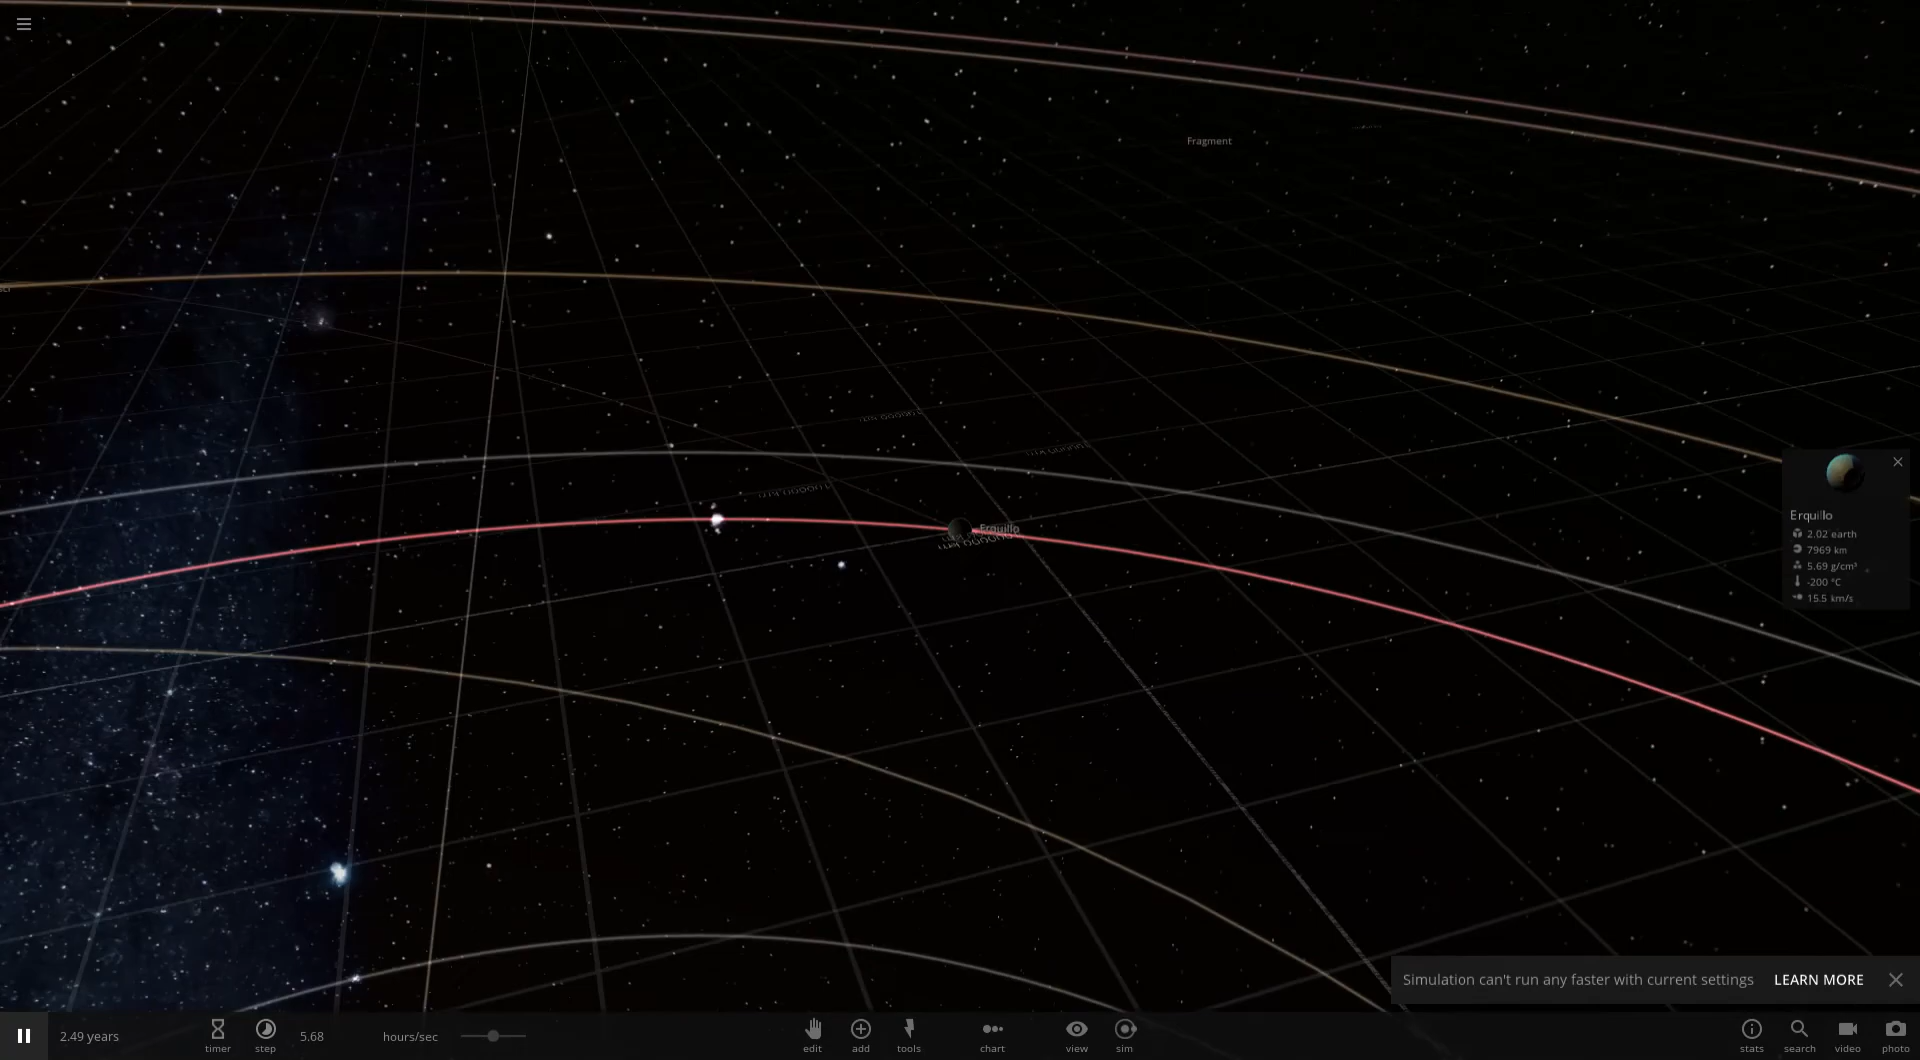 Fragment
Erquillo
Erquillo
2.02 earth
7969 km
5.69 g/cm³
-200 °C
15.5 km/s
Simulation can't run any faster with current settings LEARN MORE
2.49 years
timer
step
5.68
hours/sec
edit
add
tools
chart
view
sim
stats
search
video
photo